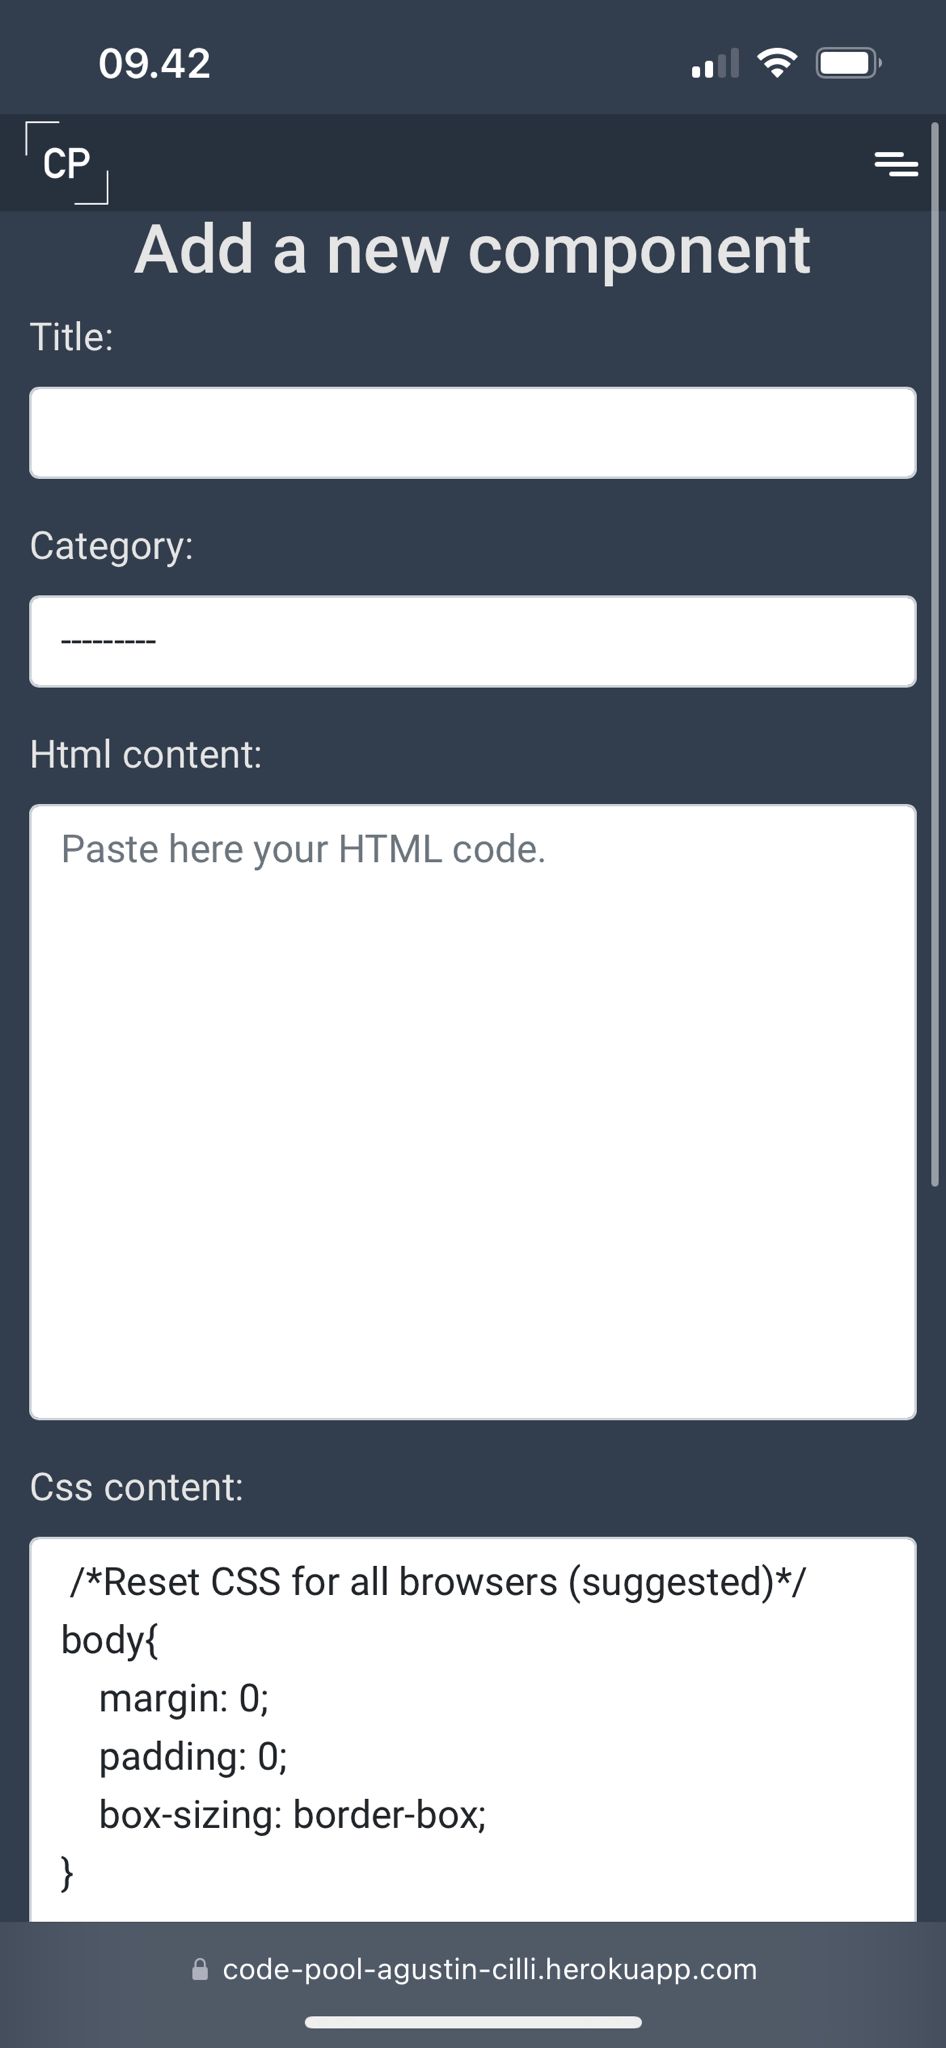 09.42
CP
Add a new component
Title:
Category:
---------
Html content:
Paste here your HTML code.
Css content:
/*Reset CSS for all browsers (suggested)*/
body{
margin: 0;
padding: 0;
box-sizing: border-box;
}
code-pool-agustin-cilli.herokuapp.com